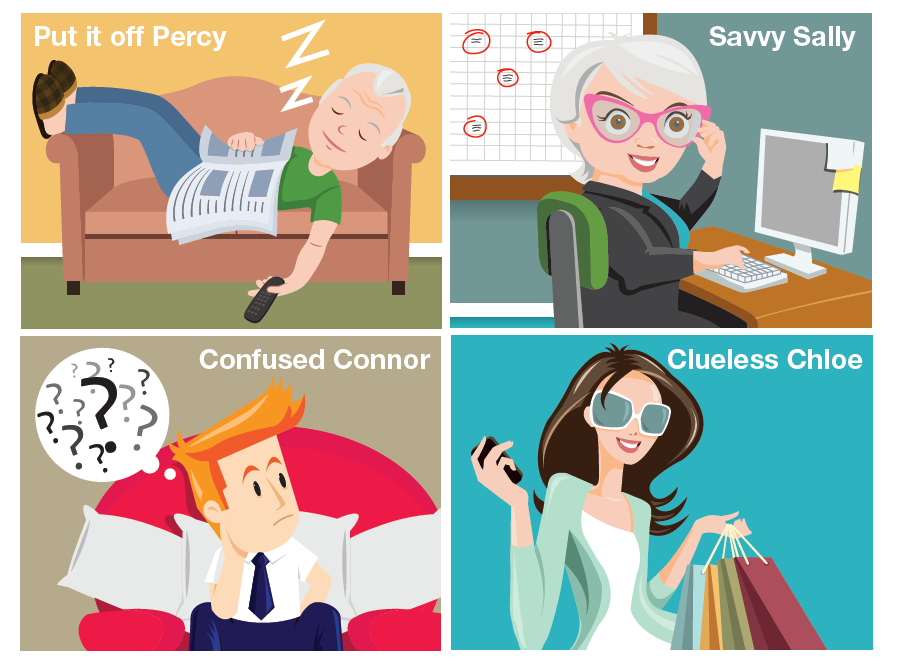 Put it off Percy
Z
Z
Savvy Sally
Confused Connor
? ? ? ? ? ? ? ? ? ? ?
Clueless Chloe